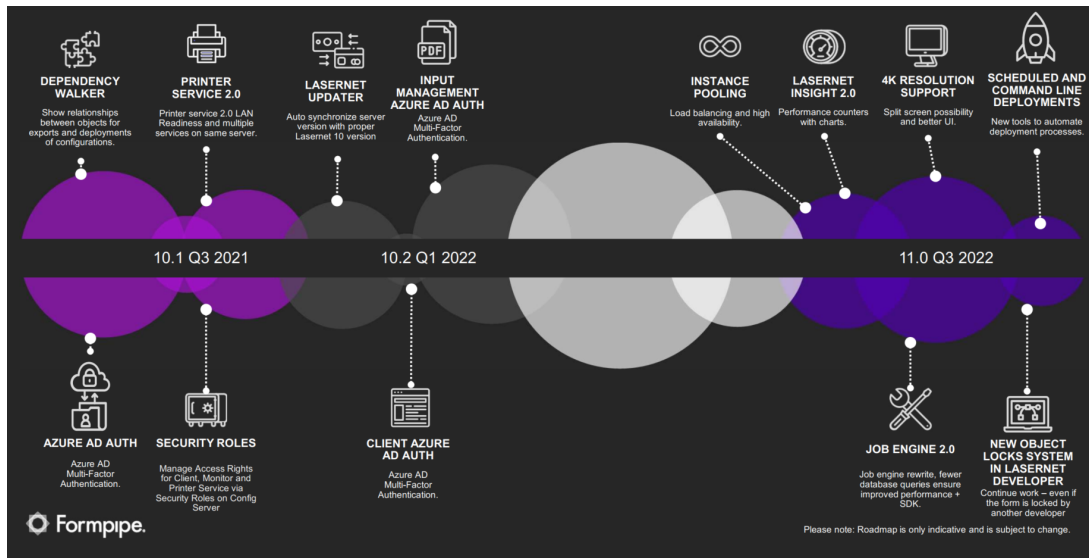 DEPENDENCY
WALKER
Show relationships
between objects for
exports and deployments
of configurations.
PRINTER
SERVICE 2.0
Printer service 2.0 LAN
Readiness and multiple
services on same server.
LASERNET
UPDATER
Auto synchronize server
version with proper
Lasernet 10 version
PDF
INPUT
MANAGEMENT
AZURE AD AUTH
Azure AD
Multi-Factor
Authentication.
INSTANCE
POOLING
Load balancing and high
availability.
LASERNET
INSIGHT 2.0
Performance counters
with charts.
4K RESOLUTION
SUPPORT
Split screen possibility
and better UI.
SCHEDULED AND
COMMAND LINE
DEPLOYMENTS
New tools to automate
deployment processes.
10.1 Q3 2021
10.2 Q1 2022
11.0 Q3 2022
AZURE AD AUTH
Azure AD
Multi-Factor
Authentication.
SECURITY ROLES
Manage Access Rights
for Client, Monitor and
Printer Service via
Security Roles on Config
Server
CLIENT AZURE
AD AUTH
Azure AD
Multi-Factor
Authentication.
JOB ENGINE 2.0
Job engine rewrite, fewer
database queries ensure
improved performance +
SDK.
NEW OBJECT
LOCKS SYSTEM
IN LASERNET
DEVELOPER
Continue work – even if
the form is locked by
another developer
Formpipe.
Please note: Roadmap is only indicative and is subject to change.